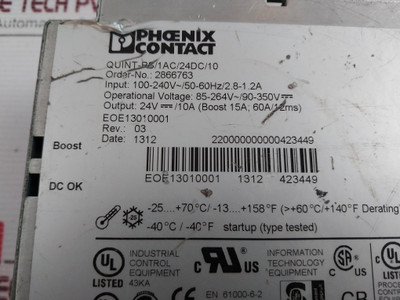 PHŒNIX
CONTACT
QUINT-PS/1AC/24DC/10
Order-No.: 2866763
Input: 100-240V~/50-60Hz/2.8-1.2A
Operational Voltage: 85-264V~/90-350V⎓
Output: 24V ⎓ /10A (Boost 15A; 60A/12ms)
EOE13010001
Rev.: 03
Date: 1312 220000000000423449
Boost
EOE13010001 1312 423449
DC OK
-25....+70°C/ -13....+158°F (>+60°C/+140°F Derating)
-40°C / -40°F startup (type tested)
-25
INDUSTRIAL
CONTROL
EQUIPMENT
43KA
INFORMATION
TECHNOLOGY
EQUIPMENT
EN 61000-6-2
CB